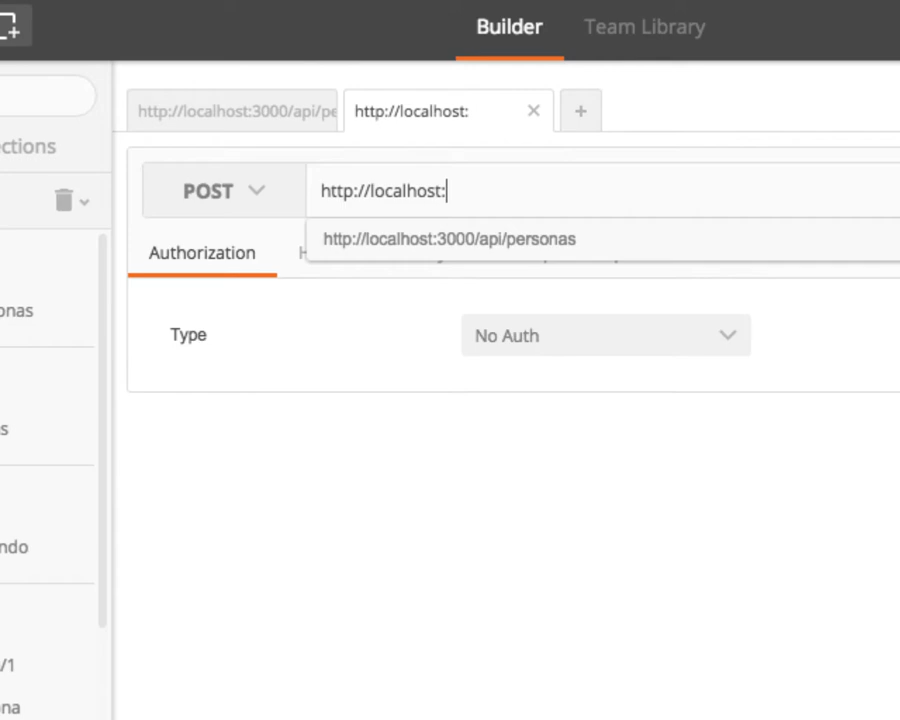 Builder
Team Library
http://localhost:3000/api/pe
http://localhost:
+
ections
POST
http://localhost:
http://localhost:3000/api/personas
Authorization
onas
Type
No Auth
s
ndo
/1
na